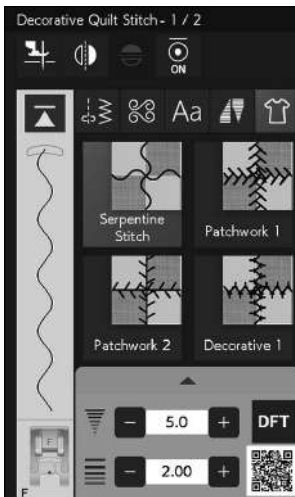 Decorative Quilt Stitch - 1 / 2
ON
Aa
Serpentine
Stitch
Patchwork 1
Patchwork 2
Decorative 1
- 5.0 + DFT
- 2.00 +
F
F